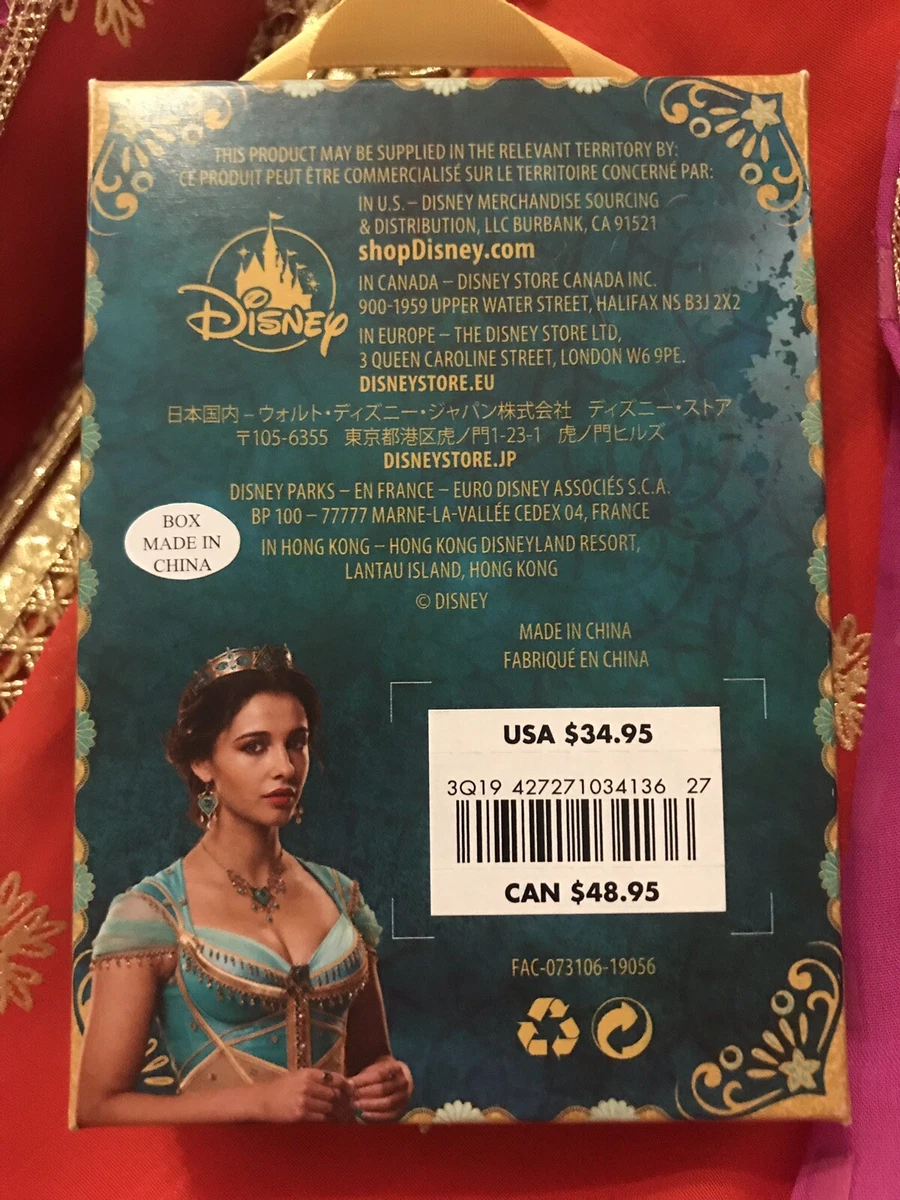 THIS PRODUCT MAY BE SUPPLIED IN THE RELEVANT TERRITORY BY:
CE PRODUIT PEUT ÊTRE COMMERCIALISÉ SUR LE TERRITOIRE CONCERNÉ PAR:
IN U.S. – DISNEY MERCHANDISE SOURCING
& DISTRIBUTION, LLC BURBANK, CA 91521
shopDisney.com
Disney
IN CANADA – DISNEY STORE CANADA INC.
900-1959 UPPER WATER STREET, HALIFAX NS B3J 2X2
IN EUROPE – THE DISNEY STORE LTD,
3 QUEEN CAROLINE STREET, LONDON W6 9PE.
DISNEYSTORE.EU
日本国内 – ウォルト・ディズニー・ジャパン株式会社 ディズニー・ストア
〒105-6355 東京都港区虎ノ門1-23-1 虎ノ門ヒルズ
DISNEYSTORE.JP
DISNEY PARKS – EN FRANCE – EURO DISNEY ASSOCIÉS S.C.A.
BP 100 – 77777 MARNE-LA-VALLÉE CEDEX 04, FRANCE
BOX
MADE IN
CHINA
IN HONG KONG – HONG KONG DISNEYLAND RESORT,
LANTAU ISLAND, HONG KONG
© DISNEY
MADE IN CHINA
FABRIQUÉ EN CHINA
USA $34.95
3Q19 427271034136 27
CAN $48.95
FAC-073106-19056